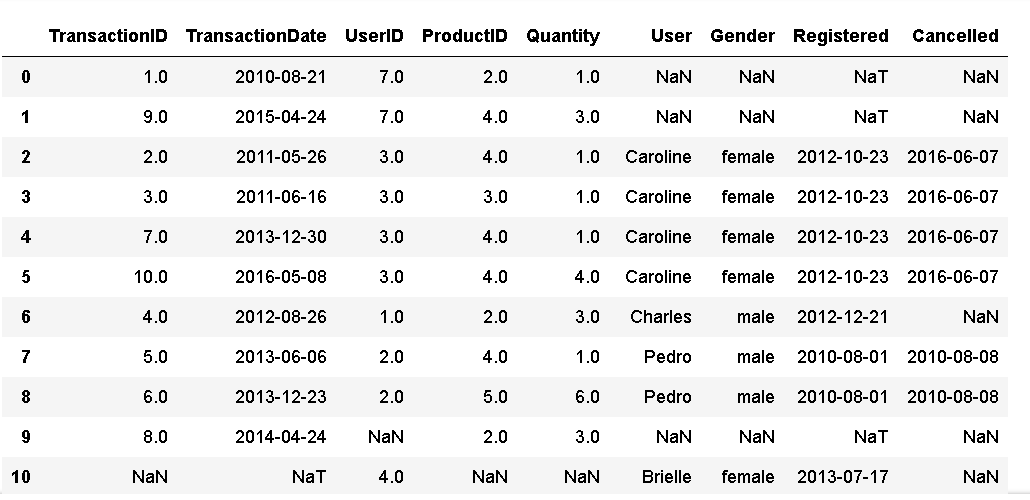 TransactionID TransactionDate UserID ProductID Quantity User Gender Registered Cancelled
0 1.0 2010-08-21 7.0 2.0 1.0 NaN NaN NaT NaN
1 9.0 2015-04-24 7.0 4.0 3.0 NaN NaN NaT NaN
2 2.0 2011-05-26 3.0 4.0 1.0 Caroline female 2012-10-23 2016-06-07
3 3.0 2011-06-16 3.0 3.0 1.0 Caroline female 2012-10-23 2016-06-07
4 7.0 2013-12-30 3.0 4.0 1.0 Caroline female 2012-10-23 2016-06-07
5 10.0 2016-05-08 3.0 4.0 4.0 Caroline female 2012-10-23 2016-06-07
6 4.0 2012-08-26 1.0 2.0 3.0 Charles male 2012-12-21 NaN
7 5.0 2013-06-06 2.0 4.0 1.0 Pedro male 2010-08-01 2010-08-08
8 6.0 2013-12-23 2.0 5.0 6.0 Pedro male 2010-08-01 2010-08-08
9 8.0 2014-04-24 NaN 2.0 3.0 NaN NaN NaT NaN
10 NaN NaT 4.0 NaN NaN Brielle female 2013-07-17 NaN